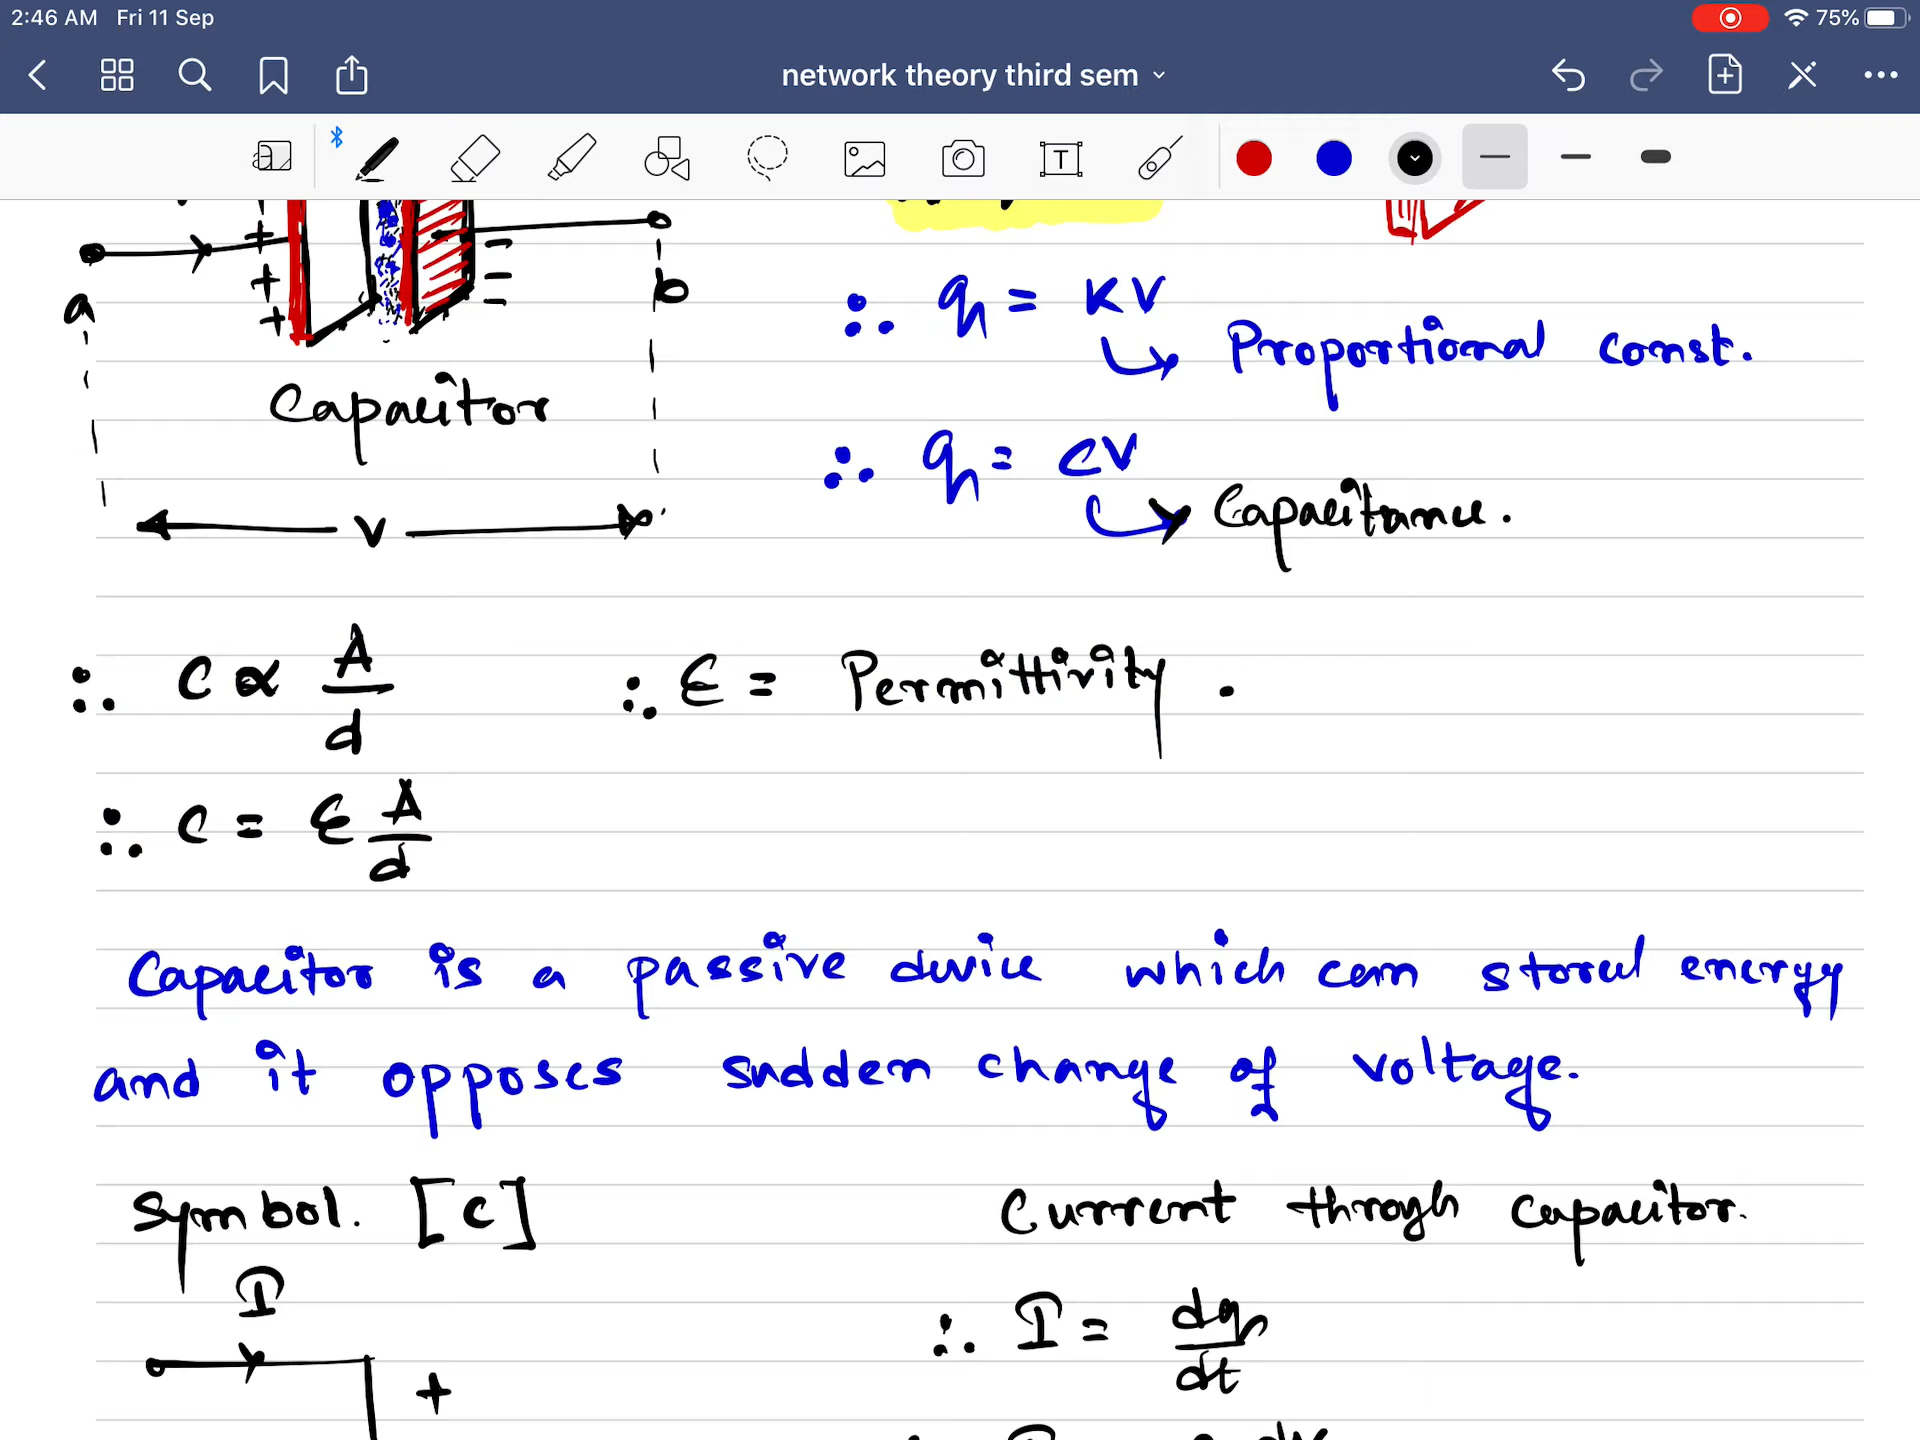 2:46 AM Fri 11 Sep
75%
network theory third sem
T
a
b
+
+
+
∴ q = KV
Proportional const.
Capacitor
∴ q = CV
Capacitance.
V
∴ C ∝ A/d ∴ ε = Permittivity.
∴ C = ε A/d
Capacitor is a passive device which can stored energy
and it opposes sudden change of voltage.
Symbol. [C]
Current throgh capacitor.
I
∴ I = dq/dt
+